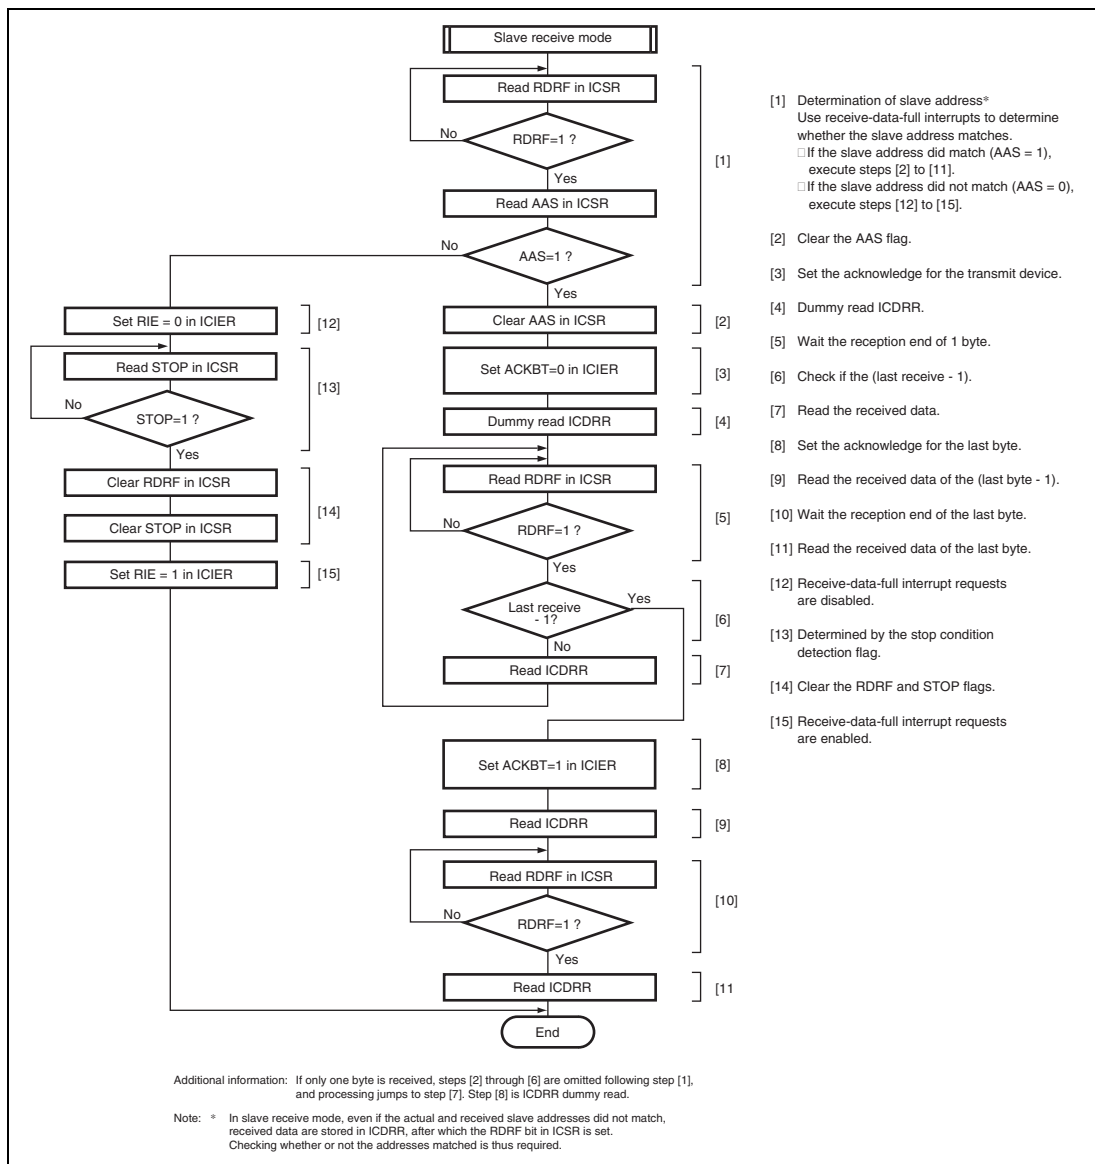 Slave receive mode
Read RDRF in ICSR
No
RDRF=1 ?
[1]
Yes
Read AAS in ICSR
No
AAS=1 ?
Yes
Set RIE = 0 in ICIER
[12]
Clear AAS in ICSR
[2]
Read STOP in ICSR
[13]
No
STOP=1 ?
Yes
Set ACKBT=0 in ICIER
[3]
Dummy read ICDRR
[4]
Clear RDRF in ICSR
[14]
Clear STOP in ICSR
Set RIE = 1 in ICIER
[15]
Read RDRF in ICSR
No
RDRF=1 ?
[5]
Yes
Last receive
- 1?
Yes
[6]
No
Read ICDRR
[7]
Set ACKBT=1 in ICIER
[8]
Read ICDRR
[9]
Read RDRF in ICSR
No
RDRF=1 ?
[10]
Yes
Read ICDRR
[11
End
[1] Determination of slave address*
Use receive-data-full interrupts to determine
whether the slave address matches.
□If the slave address did match (AAS = 1),
execute steps [2] to [11].
□If the slave address did not match (AAS = 0),
execute steps [12] to [15].
[2] Clear the AAS flag.
[3] Set the acknowledge for the transmit device.
[4] Dummy read ICDRR.
[5] Wait the reception end of 1 byte.
[6] Check if the (last receive - 1).
[7] Read the received data.
[8] Set the acknowledge for the last byte.
[9] Read the received data of the (last byte - 1).
[10] Wait the reception end of the last byte.
[11] Read the received data of the last byte.
[12] Receive-data-full interrupt requests
are disabled.
[13] Determined by the stop condition
detection flag.
[14] Clear the RDRF and STOP flags.
[15] Receive-data-full interrupt requests
are enabled.
Additional information: If only one byte is received, steps [2] through [6] are omitted following step [1],
and processing jumps to step [7]. Step [8] is ICDRR dummy read.
Note: * In slave receive mode, even if the actual and received slave addresses did not match,
received data are stored in ICDRR, after which the RDRF bit in ICSR is set.
Checking whether or not the addresses matched is thus required.